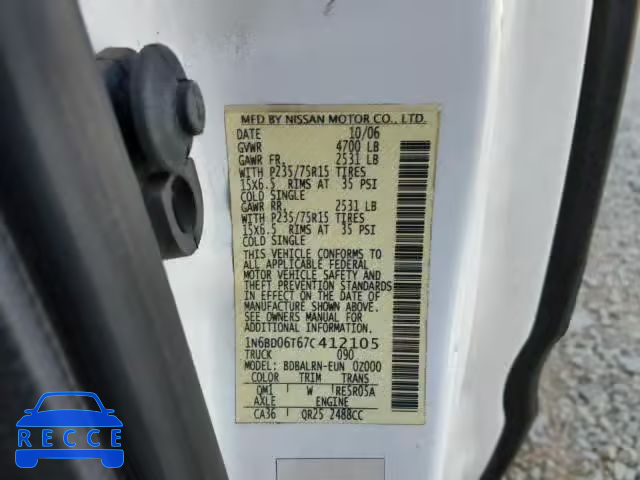 MFD BY NISSAN MOTOR CO., LTD.
DATE 10/06
GVWR 4700 LB
GAWR FR. 2531 LB
WITH P235/75R15 TIRES
15X6.5 RIMS AT 35 PSI
COLD SINGLE
GAWR RR. 2531 LB
WITH P235/75R15 TIRES
15X6.5 RIMS AT 35 PSI
COLD SINGLE
THIS VEHICLE CONFORMS TO
ALL APPLICABLE FEDERAL
MOTOR VEHICLE SAFETY AND
THEFT PREVENTION STANDARDS
IN EFFECT ON THE DATE OF
MANUFACTURE SHOWN ABOVE.
SEE OWNERS MANUAL FOR
ADDITIONAL INFORMATION.
1N6BD06T67C412105
TRUCK 090
MODEL: BDBALRN-EUN 0Z000
COLOR TRIM TRANS
QM1 W RE5R05A
AXLE ENGINE
CA36 QR25 2488CC
RECCE